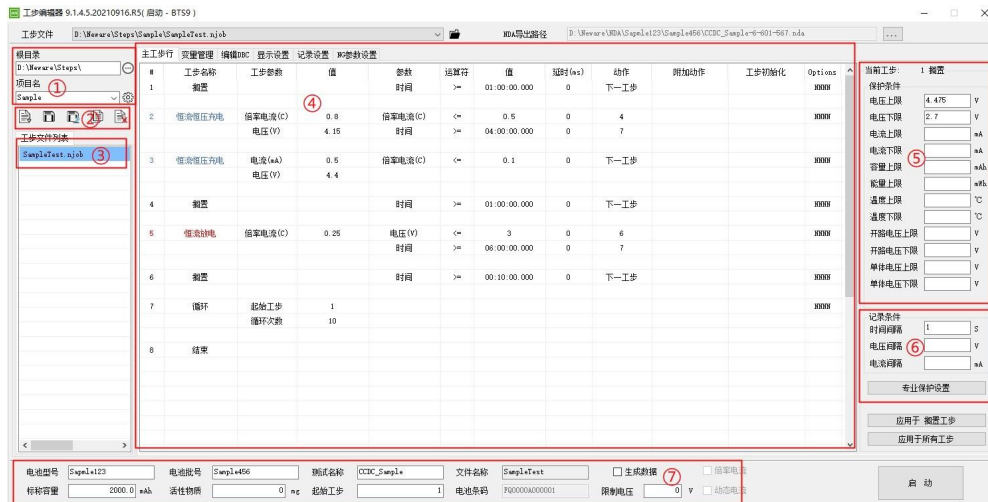 工步编辑器 9.1.4.5.20210916.R5( 启动 - BTS9 )
工步文件 D:\Neware\Steps\Sample\SampleTest.njob NDA导出路径 D:\Neware\NDA\Sapmle123\Sample456\CCDC_Sample-6-601-567.nda ...
根目录
D:\Neware\Steps\
①
项目名
Sample
②
工步文件列表
SampleTest.njob ③
主工步行 变量管理 编辑DBC 显示设置 记录设置 NG参数设置
# 工步名称 工步参数 值 参数 运算符 值 延时(ms) 动作 附加动作 工步初始化 Options
1 搁置 时间 >= 01:00:00.000 0 下一工步 NNNN
④
2 恒流恒压充电 倍率电流(C) 0.8 倍率电流(C) <= 0.5 0 4 NNNN
电压(V) 4.15 时间 >= 04:00:00.000 0 7
3 恒流恒压充电 电流(mA) 0.5 倍率电流(C) <= 0.1 0 下一工步 NNNN
电压(V) 4.4
4 搁置 时间 >= 01:00:00.000 0 下一工步 NNNN
5 恒流放电 倍率电流(C) 0.25 电压(V) <= 3 0 6 NNNN
时间 >= 06:00:00.000 0 7
6 搁置 时间 >= 00:10:00.000 0 下一工步 NNNN
7 循环 起始工步 1 NNNN
循环次数 10
8 结束
当前工步: 1 搁置
保护条件
电压上限 4.475 V
电压下限 2.7 V
电流上限 mA
电流下限 mA
⑤
容量上限 mAh
能量上限 mWh
温度上限 ℃
温度下限 ℃
开路电压上限 V
开路电压下限 V
单体电压上限 V
单体电压下限 V
记录条件
时间间隔 1 S
电压间隔 ⑥ V
电流间隔 mA
专业保护设置
应用于 搁置工步
应用于所有工步
电池型号 Sapmle123 电池批号 Sample456 测试名称 CCDC_Sample 文件名称 SampleTest 生成数据 ⑦ 倍率电流
标称容量 2000.0 mAh 活性物质 0 mg 起始工步 1 电池条码 FQ0000A000001 限制电压 0 V 动态电流
启 动